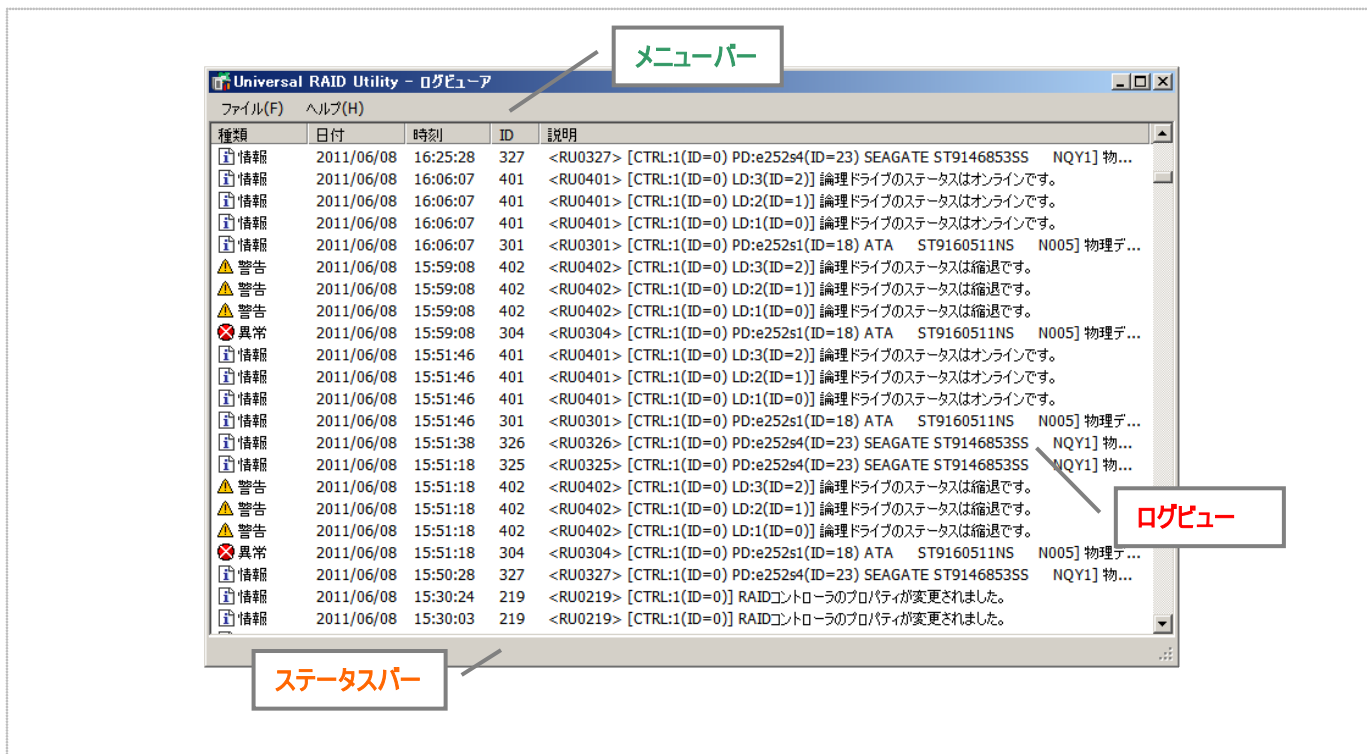 メニューバー
Universal RAID Utility - ログビューア
ファイル(F) ヘルプ(H)
種類 日付 時刻 ID 説明
情報 2011/06/08 16:25:28 327 <RU0327> [CTRL:1(ID=0) PD:e252s4(ID=23) SEAGATE ST9146853SS NQY1] 物...
情報 2011/06/08 16:06:07 401 <RU0401> [CTRL:1(ID=0) LD:3(ID=2)] 論理ドライブのステータスはオンラインです。
情報 2011/06/08 16:06:07 401 <RU0401> [CTRL:1(ID=0) LD:2(ID=1)] 論理ドライブのステータスはオンラインです。
情報 2011/06/08 16:06:07 401 <RU0401> [CTRL:1(ID=0) LD:1(ID=0)] 論理ドライブのステータスはオンラインです。
情報 2011/06/08 16:06:07 301 <RU0301> [CTRL:1(ID=0) PD:e252s1(ID=18) ATA ST9160511NS N005] 物理デ...
警告 2011/06/08 15:59:08 402 <RU0402> [CTRL:1(ID=0) LD:3(ID=2)] 論理ドライブのステータスは縮退です。
警告 2011/06/08 15:59:08 402 <RU0402> [CTRL:1(ID=0) LD:2(ID=1)] 論理ドライブのステータスは縮退です。
警告 2011/06/08 15:59:08 402 <RU0402> [CTRL:1(ID=0) LD:1(ID=0)] 論理ドライブのステータスは縮退です。
異常 2011/06/08 15:59:08 304 <RU0304> [CTRL:1(ID=0) PD:e252s1(ID=18) ATA ST9160511NS N005] 物理デ...
情報 2011/06/08 15:51:46 401 <RU0401> [CTRL:1(ID=0) LD:3(ID=2)] 論理ドライブのステータスはオンラインです。
情報 2011/06/08 15:51:46 401 <RU0401> [CTRL:1(ID=0) LD:2(ID=1)] 論理ドライブのステータスはオンラインです。
情報 2011/06/08 15:51:46 401 <RU0401> [CTRL:1(ID=0) LD:1(ID=0)] 論理ドライブのステータスはオンラインです。
情報 2011/06/08 15:51:46 301 <RU0301> [CTRL:1(ID=0) PD:e252s1(ID=18) ATA ST9160511NS N005] 物理デ...
情報 2011/06/08 15:51:38 326 <RU0326> [CTRL:1(ID=0) PD:e252s4(ID=23) SEAGATE ST9146853SS NQY1] 物...
情報 2011/06/08 15:51:18 325 <RU0325> [CTRL:1(ID=0) PD:e252s4(ID=23) SEAGATE ST9146853SS NQY1] 物...
警告 2011/06/08 15:51:18 402 <RU0402> [CTRL:1(ID=0) LD:3(ID=2)] 論理ドライブのステータスは縮退です。
警告 2011/06/08 15:51:18 402 <RU0402> [CTRL:1(ID=0) LD:2(ID=1)] 論理ドライブのステータスは縮退です。
警告 2011/06/08 15:51:18 402 <RU0402> [CTRL:1(ID=0) LD:1(ID=0)] 論理ドライブのステータスは縮退です。
異常 2011/06/08 15:51:18 304 <RU0304> [CTRL:1(ID=0) PD:e252s1(ID=18) ATA ST9160511NS N005] 物理デ...
情報 2011/06/08 15:50:28 327 <RU0327> [CTRL:1(ID=0) PD:e252s4(ID=23) SEAGATE ST9146853SS NQY1] 物...
情報 2011/06/08 15:30:24 219 <RU0219> [CTRL:1(ID=0)] RAIDコントローラのプロパティが変更されました。
情報 2011/06/08 15:30:03 219 <RU0219> [CTRL:1(ID=0)] RAIDコントローラのプロパティが変更されました。
ログビュー
ステータスバー